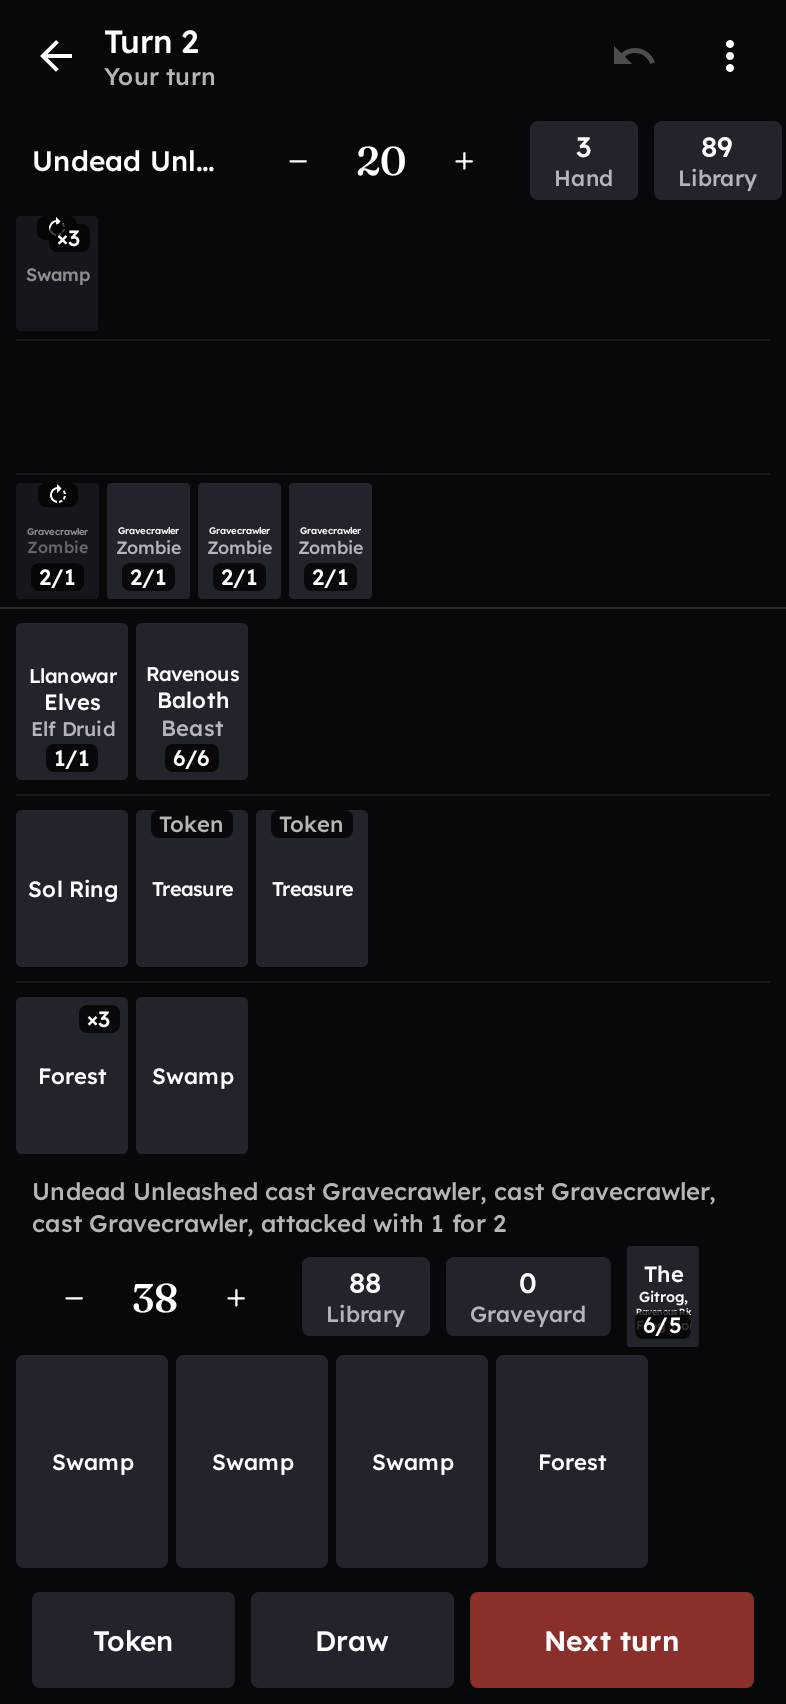 Turn 2
Your turn
Undead Unl...
− 20 +
3
Hand
89
Library
×3
Swamp
Gravecrawler
Zombie
2/1
Gravecrawler
Zombie
2/1
Gravecrawler
Zombie
2/1
Gravecrawler
Zombie
2/1
Llanowar
Elves
Elf Druid
1/1
Ravenous
Baloth
Beast
6/6
Sol Ring
Token
Treasure
Token
Treasure
×3
Forest
Swamp
Undead Unleashed cast Gravecrawler, cast Gravecrawler,
cast Gravecrawler, attacked with 1 for 2
− 38 +
88
Library
0
Graveyard
The
Gitrog,
6/5
Swamp
Swamp
Swamp
Forest
Token
Draw
Next turn